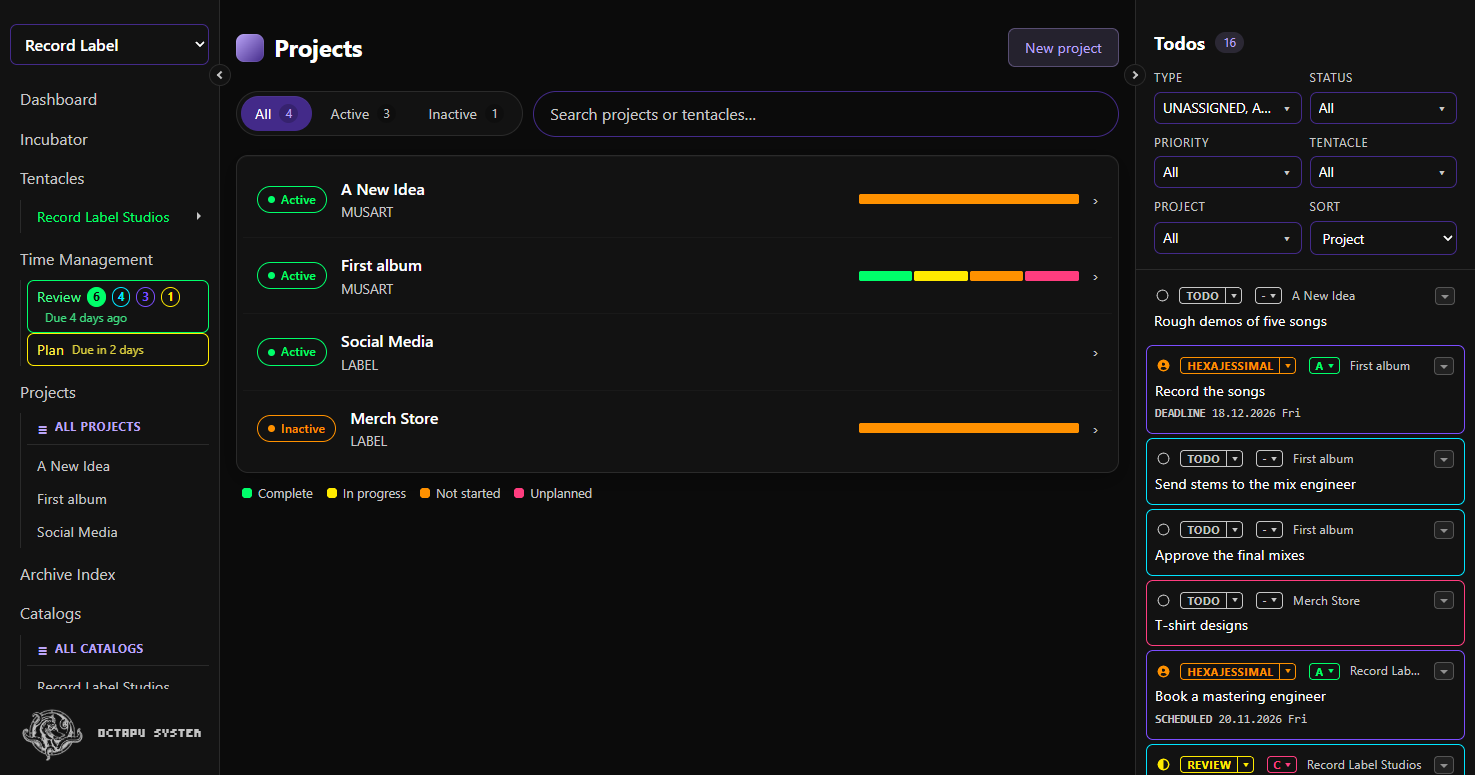 Record Label
Dashboard
Incubator
Tentacles
Record Label Studios
Time Management
Review 6 4 3 1
Due 4 days ago
Plan Due in 2 days
Projects
ALL PROJECTS
A New Idea
First album
Social Media
Archive Index
Catalogs
ALL CATALOGS
Record Label Studios
OCTAPU SYSTEM
Projects
New project
All 4 Active 3 Inactive 1
Search projects or tentacles...
Active
A New Idea
MUSART
Active
First album
MUSART
Active
Social Media
LABEL
Inactive
Merch Store
LABEL
Complete In progress Not started Unplanned
Todos 16
TYPE STATUS
UNASSIGNED, A... All
PRIORITY TENTACLE
All All
PROJECT SORT
All Project
TODO - A New Idea
Rough demos of five songs
HEXAJESSIMAL A First album
Record the songs
DEADLINE 18.12.2026 Fri
TODO - First album
Send stems to the mix engineer
TODO - First album
Approve the final mixes
TODO - Merch Store
T-shirt designs
HEXAJESSIMAL A Record Lab...
Book a mastering engineer
SCHEDULED 20.11.2026 Fri
REVIEW C Record Label Studios